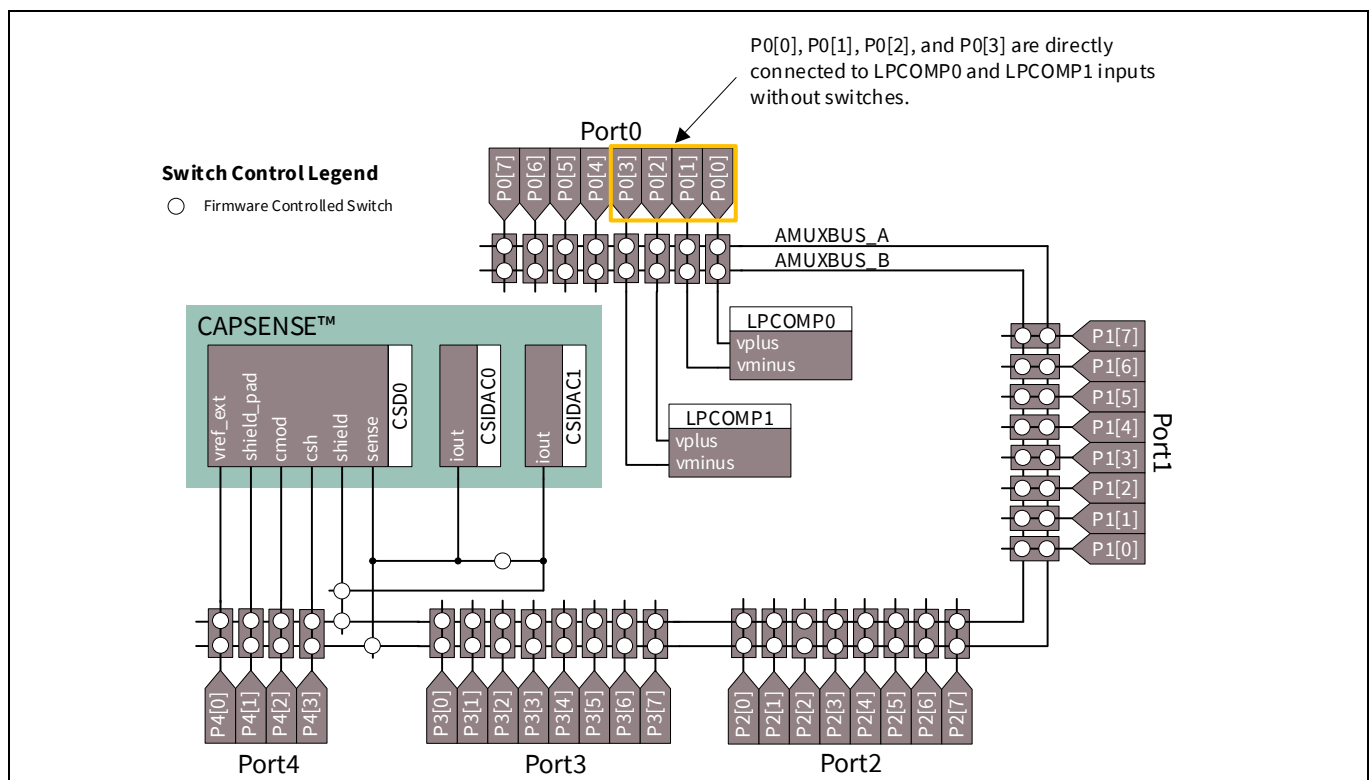 P0[0], P0[1], P0[2], and P0[3] are directly
connected to LPCOMP0 and LPCOMP1 inputs
without switches.
Port0
Switch Control Legend
Firmware Controlled Switch
P0[7]
P0[6]
P0[5]
P0[4]
P0[3]
P0[2]
P0[1]
P0[0]
AMUXBUS_A
AMUXBUS_B
CAPSENSE™
vref_ext
shield_pad
cmod
csh
shield
sense
CSD0
iout
CSIDAC0
iout
CSIDAC1
LPCOMP0
vplus
vminus
LPCOMP1
vplus
vminus
P1[7]
P1[6]
P1[5]
P1[4]
P1[3]
P1[2]
P1[1]
P1[0]
Port1
P4[0]
P4[1]
P4[2]
P4[3]
Port4
P3[0]
P3[1]
P3[2]
P3[3]
P3[4]
P3[5]
P3[6]
P3[7]
Port3
P2[0]
P2[1]
P2[2]
P2[3]
P2[4]
P2[5]
P2[6]
P2[7]
Port2